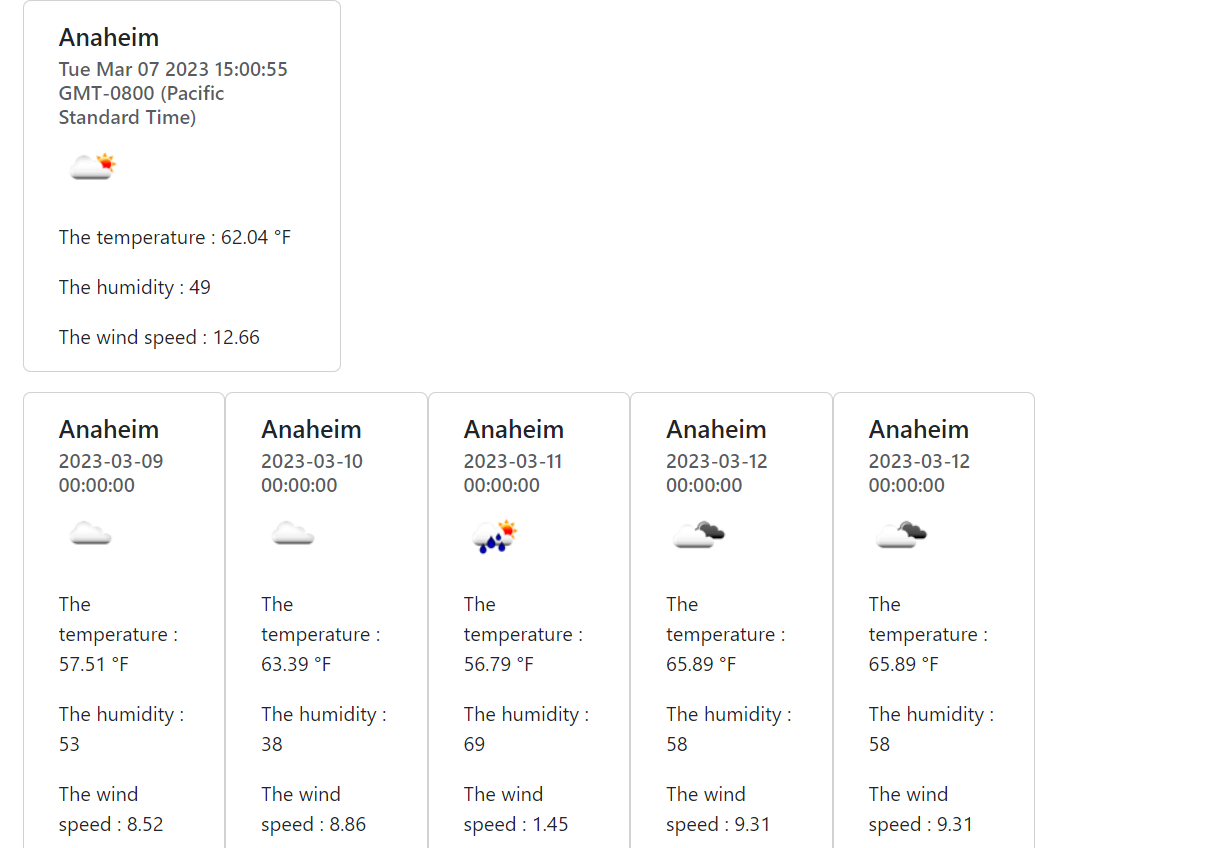 Anaheim
Tue Mar 07 2023 15:00:55
GMT-0800 (Pacific
Standard Time)
The temperature : 62.04 °F
The humidity : 49
The wind speed : 12.66
Anaheim
2023-03-09
00:00:00
The
temperature :
57.51 °F
The humidity :
53
The wind
speed : 8.52
Anaheim
2023-03-10
00:00:00
The
temperature :
63.39 °F
The humidity :
38
The wind
speed : 8.86
Anaheim
2023-03-11
00:00:00
The
temperature :
56.79 °F
The humidity :
69
The wind
speed : 1.45
Anaheim
2023-03-12
00:00:00
The
temperature :
65.89 °F
The humidity :
58
The wind
speed : 9.31
Anaheim
2023-03-12
00:00:00
The
temperature :
65.89 °F
The humidity :
58
The wind
speed : 9.31